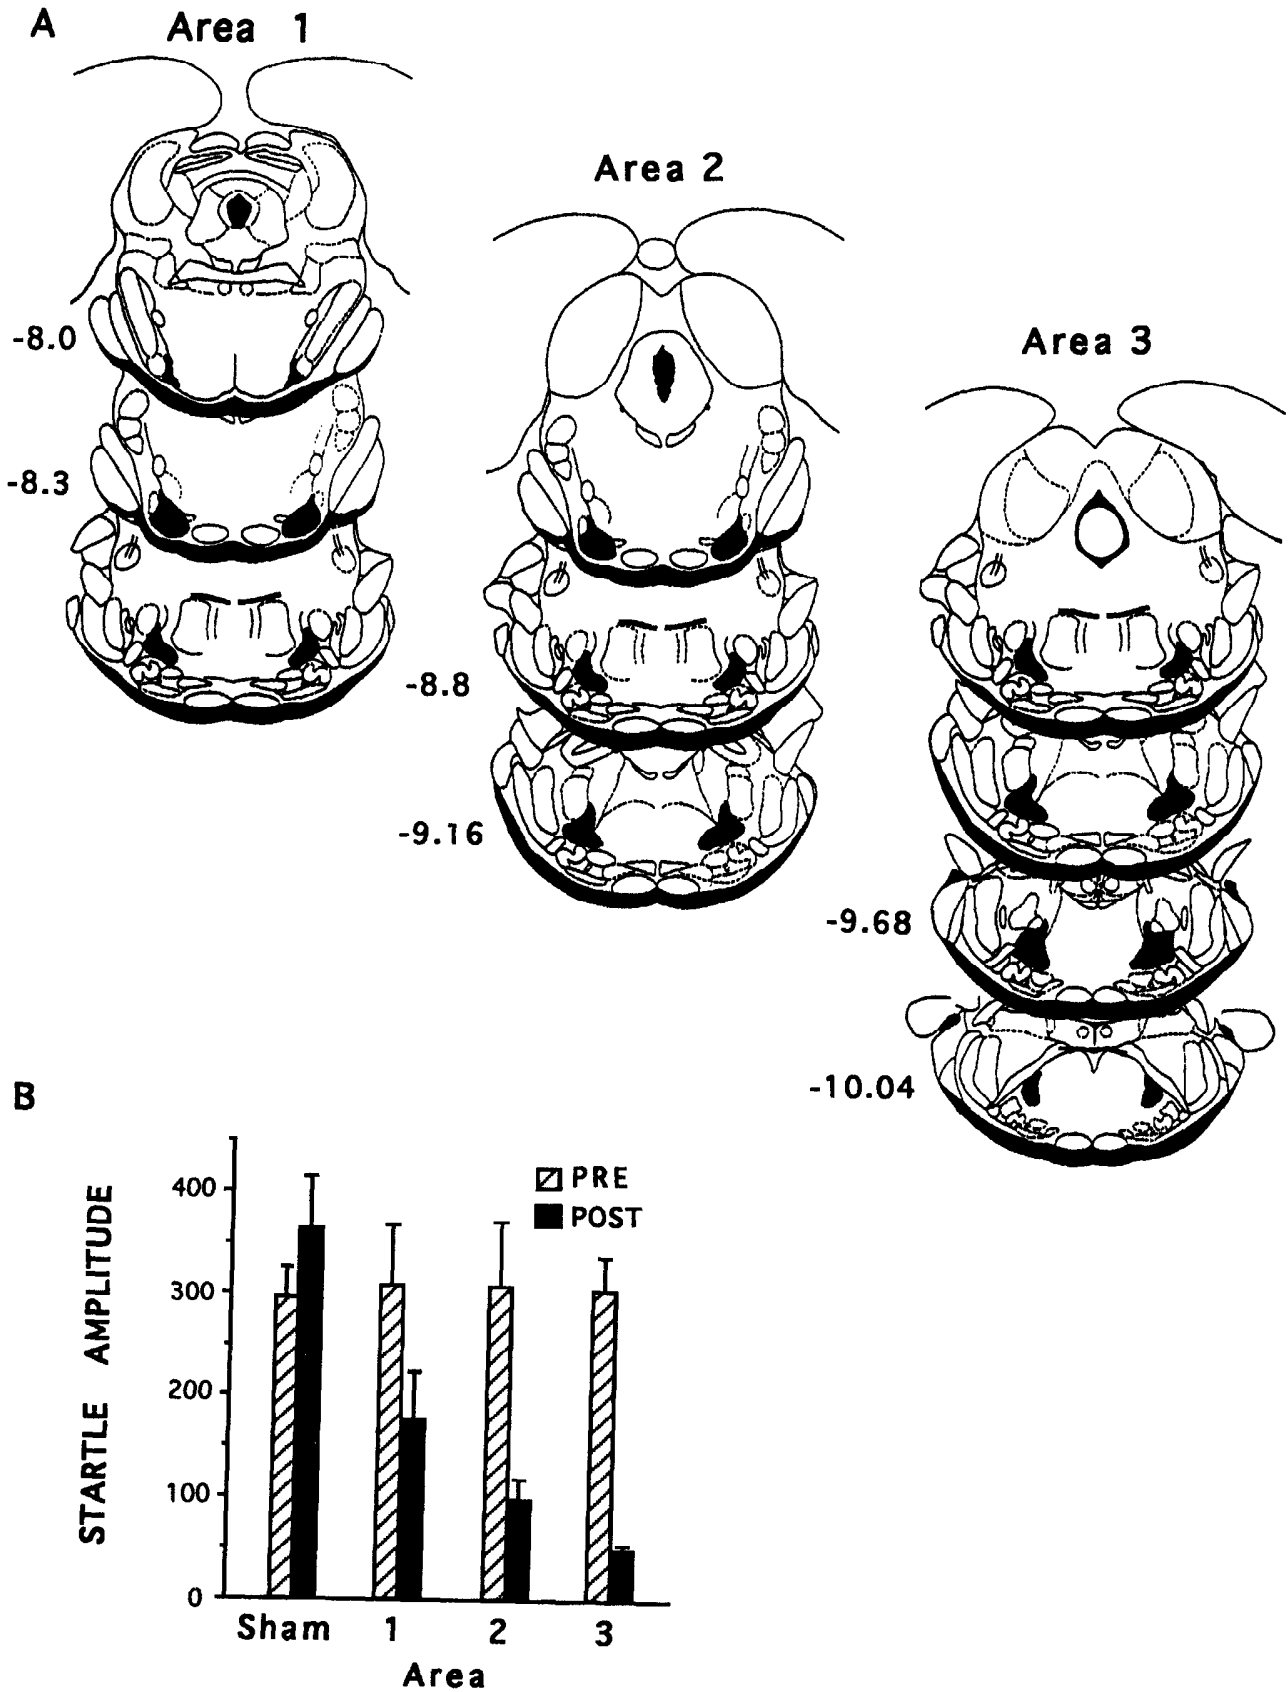 A
Area 1
Area 2
Area 3
-8.0
-8.3
-8.8
-9.16
-9.68
-10.04
B
PRE
POST
STARTLE AMPLITUDE
400
300
200
100
0
Sham 1 2 3
Area